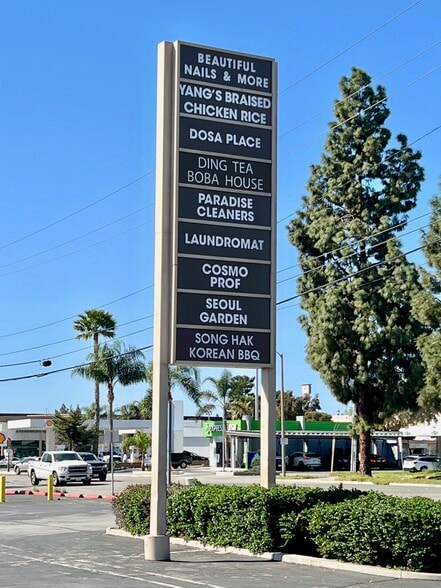 BEAUTIFUL
NAILS & MORE
YANG'S BRAISED
CHICKEN RICE
DOSA PLACE
DING TEA
BOBA HOUSE
PARADISE
CLEANERS
LAUNDROMAT
COSMO
PROF
SEOUL
GARDEN
SONG HAK
KOREAN BBQ